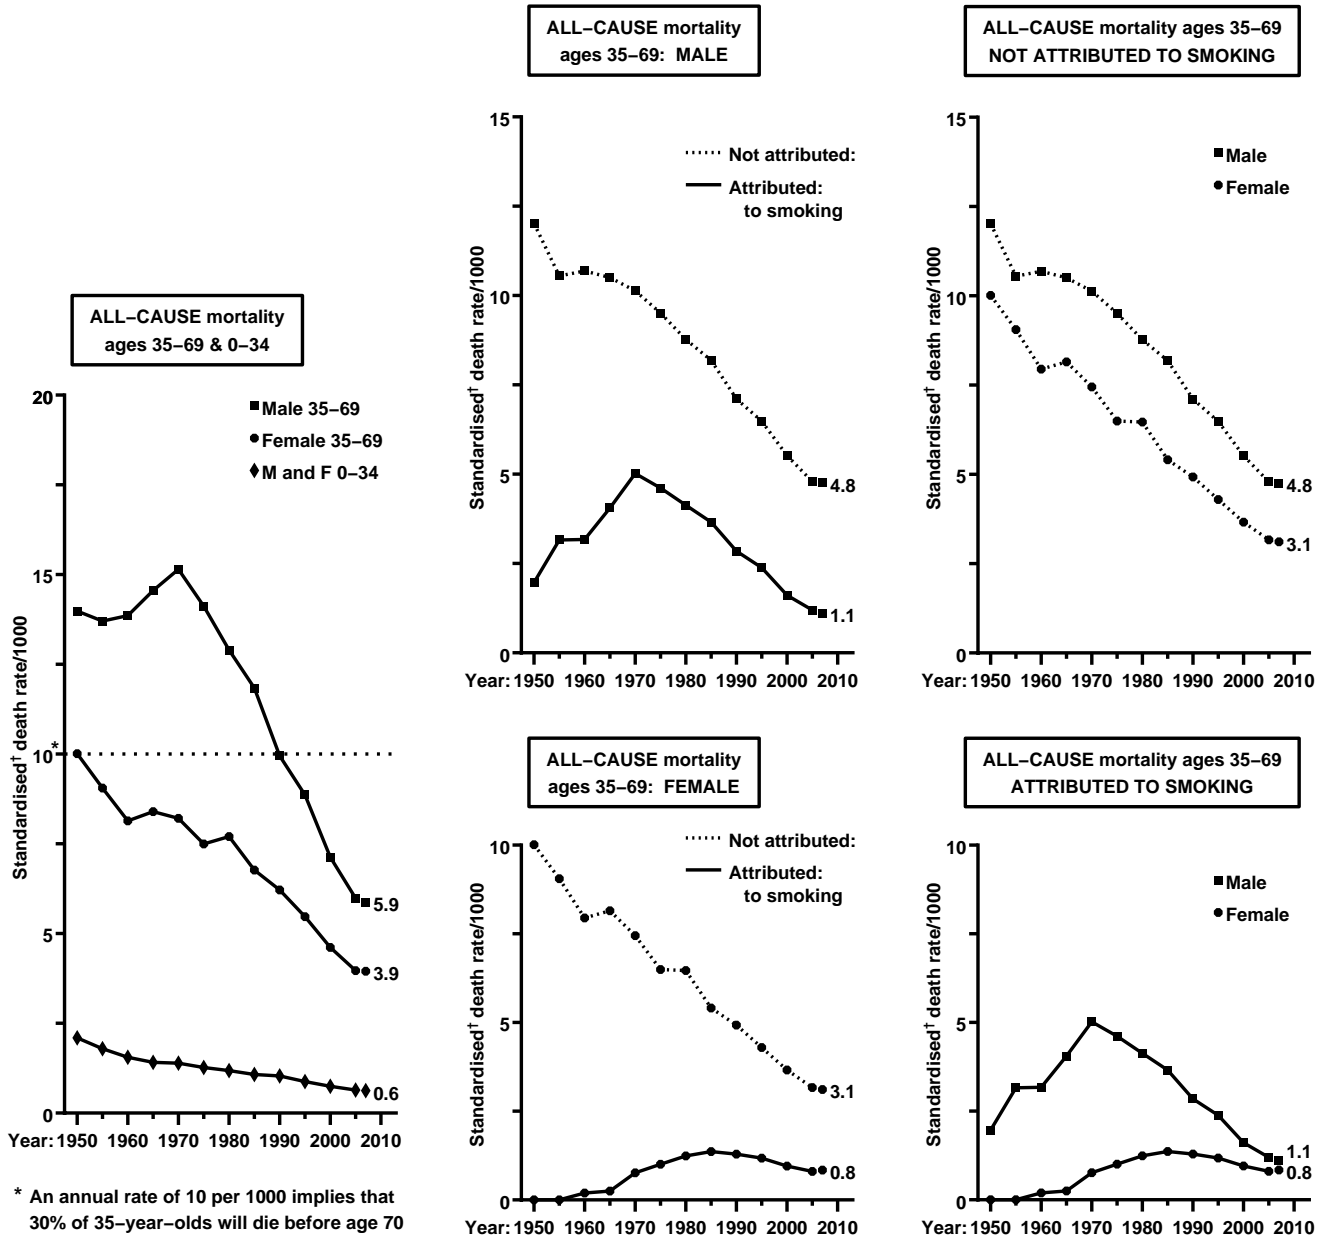 ALL−CAUSE mortality
ages 35−69 & 0−34
Standardised† death rate/1000
20
15
10*
5
0
Male 35−69
Female 35−69
M and F 0−34
5.9
3.9
0.6
Year: 1950 1960 1970 1980 1990 2000 2010
* An annual rate of 10 per 1000 implies that
30% of 35−year−olds will die before age 70
ALL−CAUSE mortality
ages 35−69: MALE
Standardised† death rate/1000
15
10
5
0
Not attributed:
Attributed:
to smoking
4.8
1.1
Year: 1950 1960 1970 1980 1990 2000 2010
ALL−CAUSE mortality ages 35−69
NOT ATTRIBUTED TO SMOKING
Standardised† death rate/1000
15
10
5
0
Male
Female
4.8
3.1
Year: 1950 1960 1970 1980 1990 2000 2010
ALL−CAUSE mortality
ages 35−69: FEMALE
Standardised† death rate/1000
10
5
0
Not attributed:
Attributed:
to smoking
3.1
0.8
Year: 1950 1960 1970 1980 1990 2000 2010
ALL−CAUSE mortality ages 35−69
ATTRIBUTED TO SMOKING
Standardised† death rate/1000
10
5
0
Male
Female
1.1
0.8
Year: 1950 1960 1970 1980 1990 2000 2010